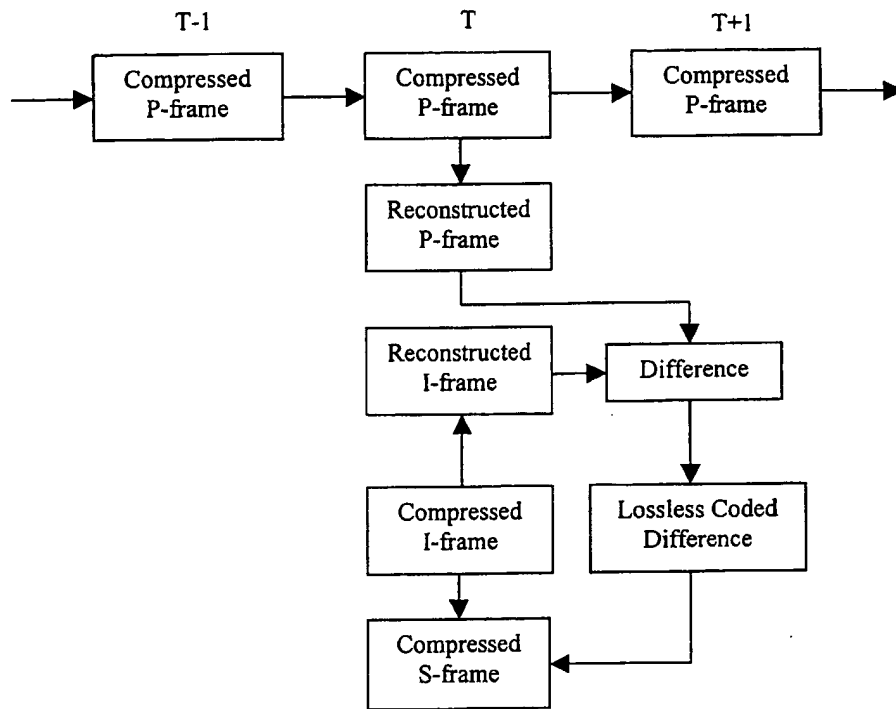 T-1
T
T+1
Compressed
P-frame
Compressed
P-frame
Compressed
P-frame
Reconstructed
P-frame
Reconstructed
I-frame
Difference
Compressed
I-frame
Lossless Coded
Difference
Compressed
S-frame